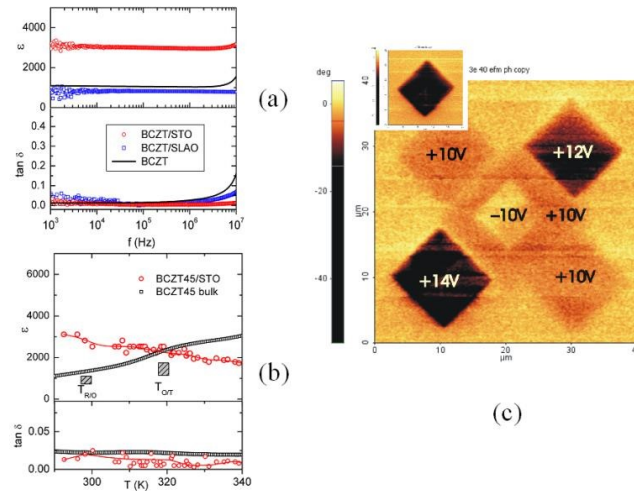 ε
4000
2000
0
(a)
BCZT/STO
BCZT/SLAO
BCZT
tan δ
0.4
0.3
0.2
0.1
0.0
10³ 10⁴ 10⁵ 10⁶ 10⁷
f (Hz)
BCZT45/STO
BCZT45 bulk
ε
6000
4000
2000
0
T_R/O
T_O/T
(b)
tan δ
0.05
0.00
300 320 340
T (K)
deg
0
-20
-40
3e 40 efm ph copy
40
30
20
10
0
μm
+10V
+12V
-10V
+10V
+14V
+10V
0 10 20 30 40
μm
(c)